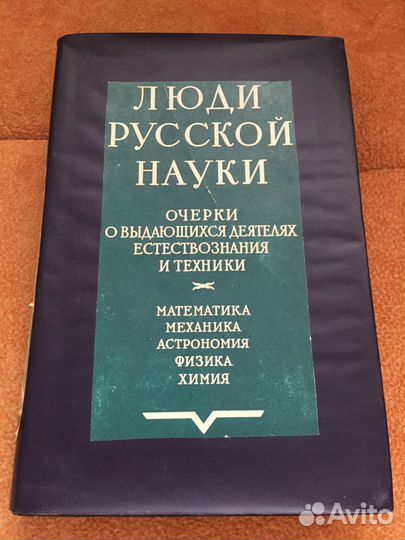 ЛЮДИ
РУССКОЙ
НАУКИ
ОЧЕРКИ
О ВЫДАЮЩИХСЯ ДЕЯТЕЛЯХ
ЕСТЕСТВОЗНАНИЯ
И ТЕХНИКИ
МАТЕМАТИКА
МЕХАНИКА
АСТРОНОМИЯ
ФИЗИКА
ХИМИЯ
Avito